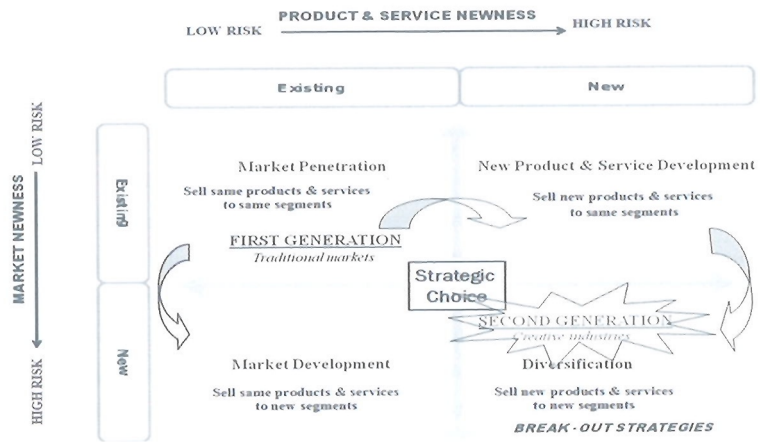 PRODUCT & SERVICE NEWNESS
LOW RISK
HIGH RISK
Existing
New
MARKET NEWNESS
LOW RISK
HIGH RISK
Existing
New
Market Penetration
Sell same products & services
to same segments
FIRST GENERATION
Traditional markets
New Product & Service Development
Sell new products & services
to same segments
Strategic
Choice
SECOND GENERATION
Creative industries
Market Development
Sell same products & services
to new segments
Diversification
Sell new products & services
to new segments
BREAK - OUT STRATEGIES